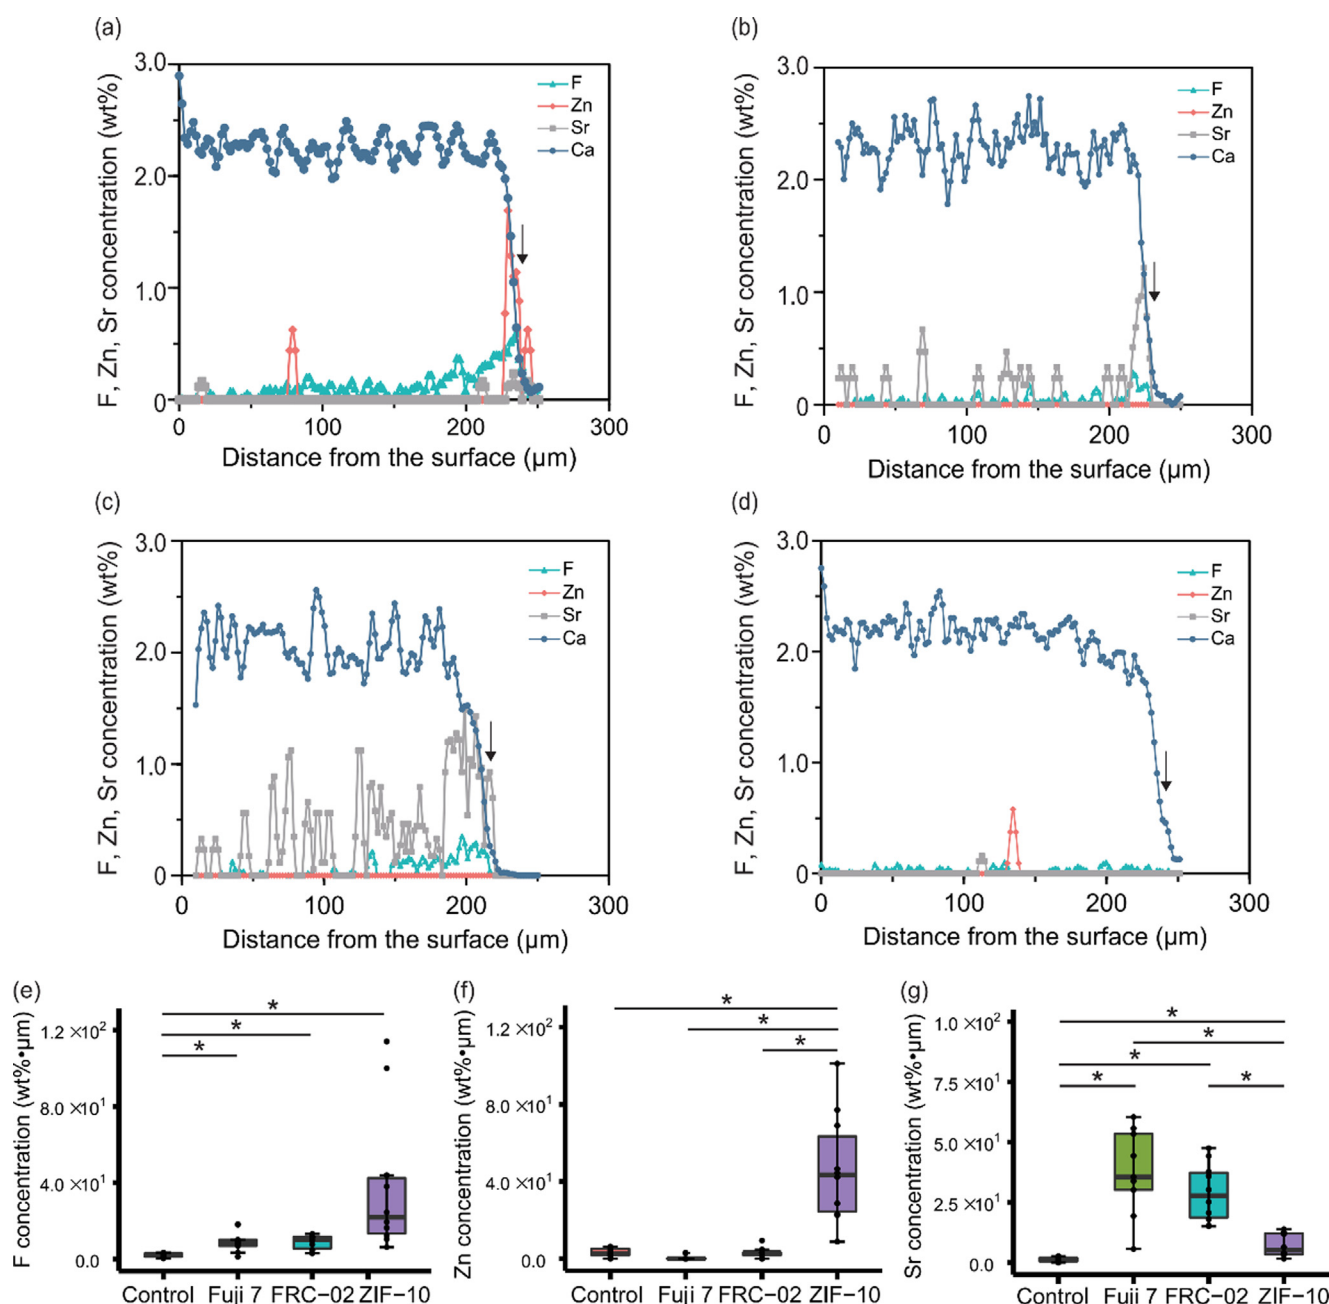 (a)
F, Zn, Sr concentration (wt%)
3.0
2.0
1.0
0
F
Zn
Sr
Ca
0 100 200 300
Distance from the surface (µm)
(b)
F, Zn, Sr concentration (wt%)
3.0
2.0
1.0
0
F
Zn
Sr
Ca
0 100 200 300
Distance from the surface (µm)
(c)
F, Zn, Sr concentration (wt%)
3.0
2.0
1.0
0
F
Zn
Sr
Ca
0 100 200 300
Distance from the surface (µm)
(d)
F, Zn, Sr concentration (wt%)
3.0
2.0
1.0
0
F
Zn
Sr
Ca
0 100 200 300
Distance from the surface (µm)
(e)
F concentration (wt%•µm)
1.2 ×10²
8.0 ×10¹
4.0 ×10¹
0.0
*
*
*
Control Fuji 7 FRC−02 ZIF−10
(f)
Zn concentration (wt%•µm)
1.2 ×10²
8.0 ×10¹
4.0 ×10¹
0.0
*
*
*
Control Fuji 7 FRC−02 ZIF−10
(g)
Sr concentration (wt%•µm)
1.0 ×10²
7.5 ×10¹
5.0 ×10¹
2.5 ×10¹
0.0
*
*
*
* *
Control Fuji 7 FRC−02 ZIF−10